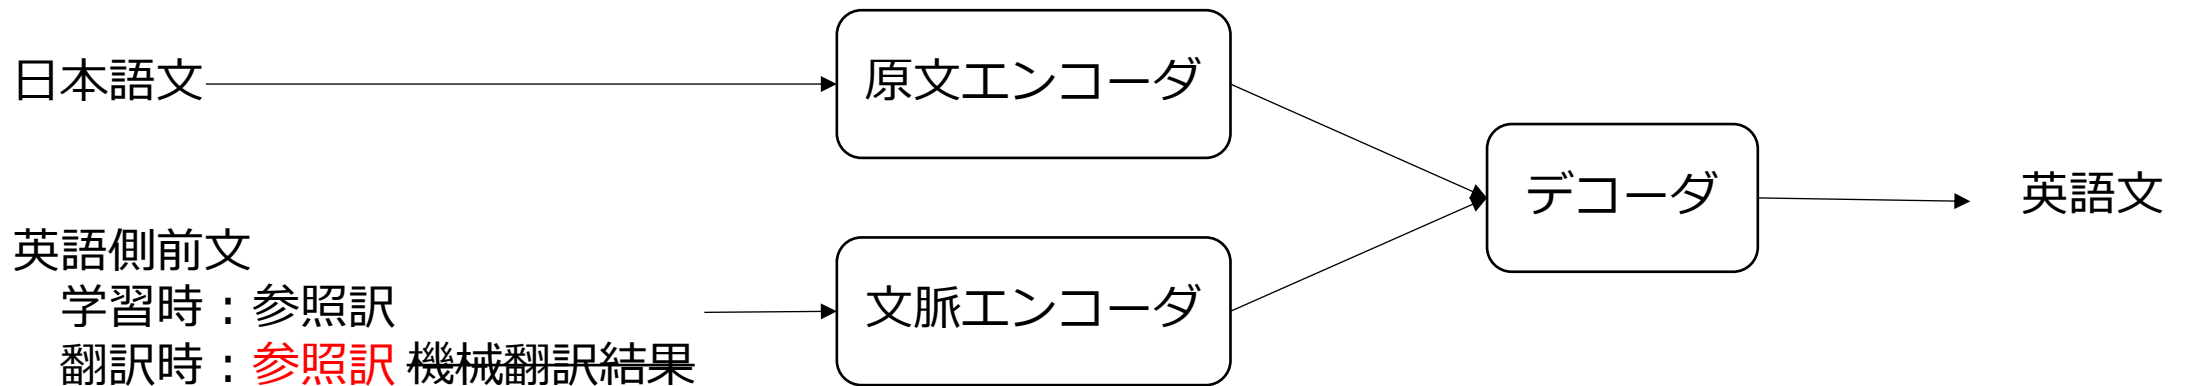 日本語文
原文エンコーダ
デコーダ
英語文
英語側前文
学習時：参照訳
翻訳時：参照訳 機械翻訳結果
文脈エンコーダ